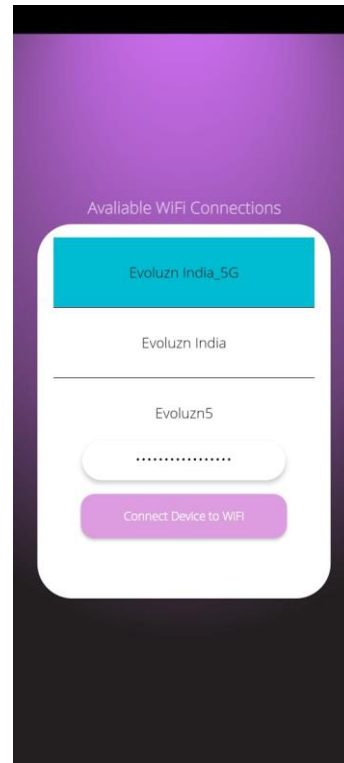 Avaliable WiFi Connections
Evoluzn India_5G
Evoluzn India
Evoluzn5
•••••••••••••••••
Connect Device to WiFi